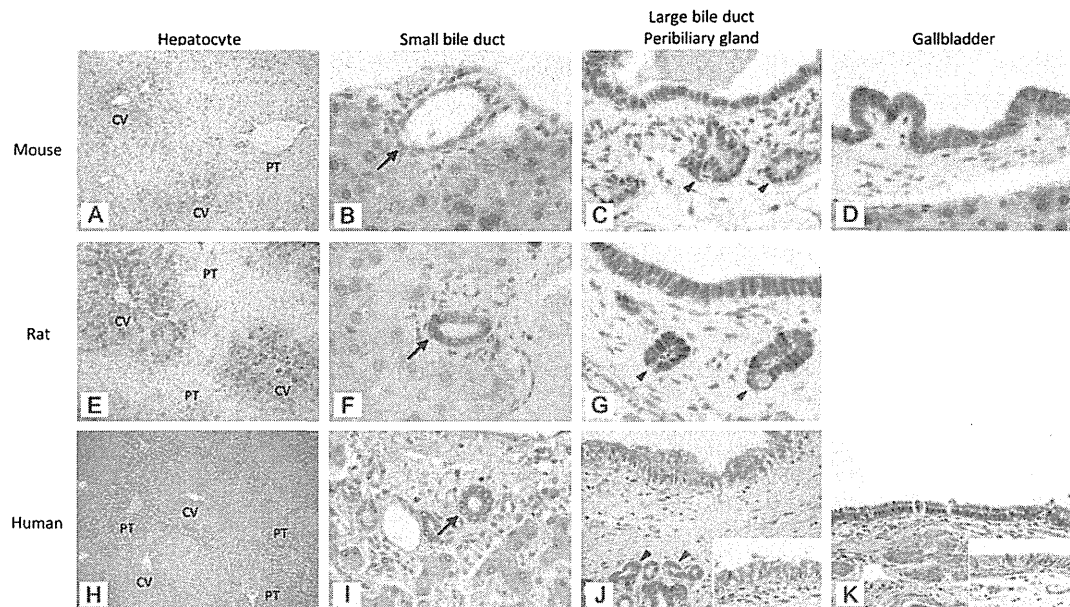 Hepatocyte
Small bile duct
Large bile duct
Peribiliary gland
Gallbladder
Mouse
CV
PT
CV
A
B
C
D
Rat
PT
CV
CV
PT
E
F
G
Human
CV
PT
PT
CV
PT
H
I
J
K